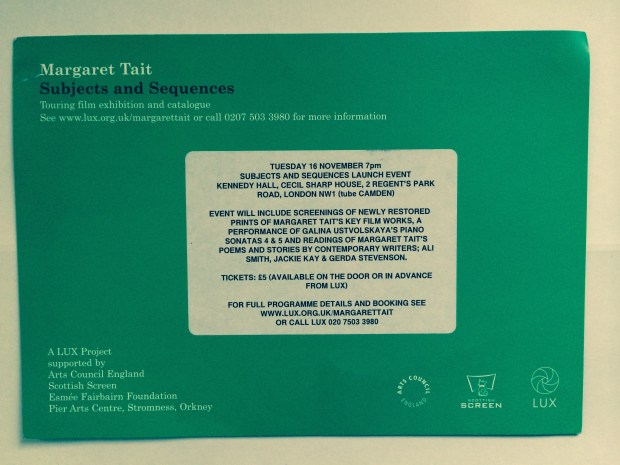 Margaret Tait
Subjects and Sequences
Touring film exhibition and catalogue
See www.lux.org.uk/margarettait or call 0207 503 3980 for more information
TUESDAY 16 NOVEMBER 7pm
SUBJECTS AND SEQUENCES LAUNCH EVENT
KENNEDY HALL, CECIL SHARP HOUSE, 2 REGENT'S PARK
ROAD, LONDON NW1 (tube CAMDEN)
EVENT WILL INCLUDE SCREENINGS OF NEWLY RESTORED
PRINTS OF MARGARET TAIT'S KEY FILM WORKS, A
PERFORMANCE OF GALINA USTVOLSKAYA'S PIANO
SONATAS 4 & 5 AND READINGS OF MARGARET TAIT'S
POEMS AND STORIES BY CONTEMPORARY WRITERS; ALI
SMITH, JACKIE KAY & GERDA STEVENSON.
TICKETS: £5 (AVAILABLE ON THE DOOR OR IN ADVANCE
FROM LUX)
FOR FULL PROGRAMME DETAILS AND BOOKING SEE
WWW.LUX.ORG.UK/MARGARETTAIT
OR CALL LUX 020 7503 3980
A LUX Project
supported by
Arts Council England
Scottish Screen
Esmée Fairbairn Foundation
Pier Arts Centre, Stromness, Orkney
ARTS COUNCIL
ENGLAND
SCOTTISH
SCREEN
LUX